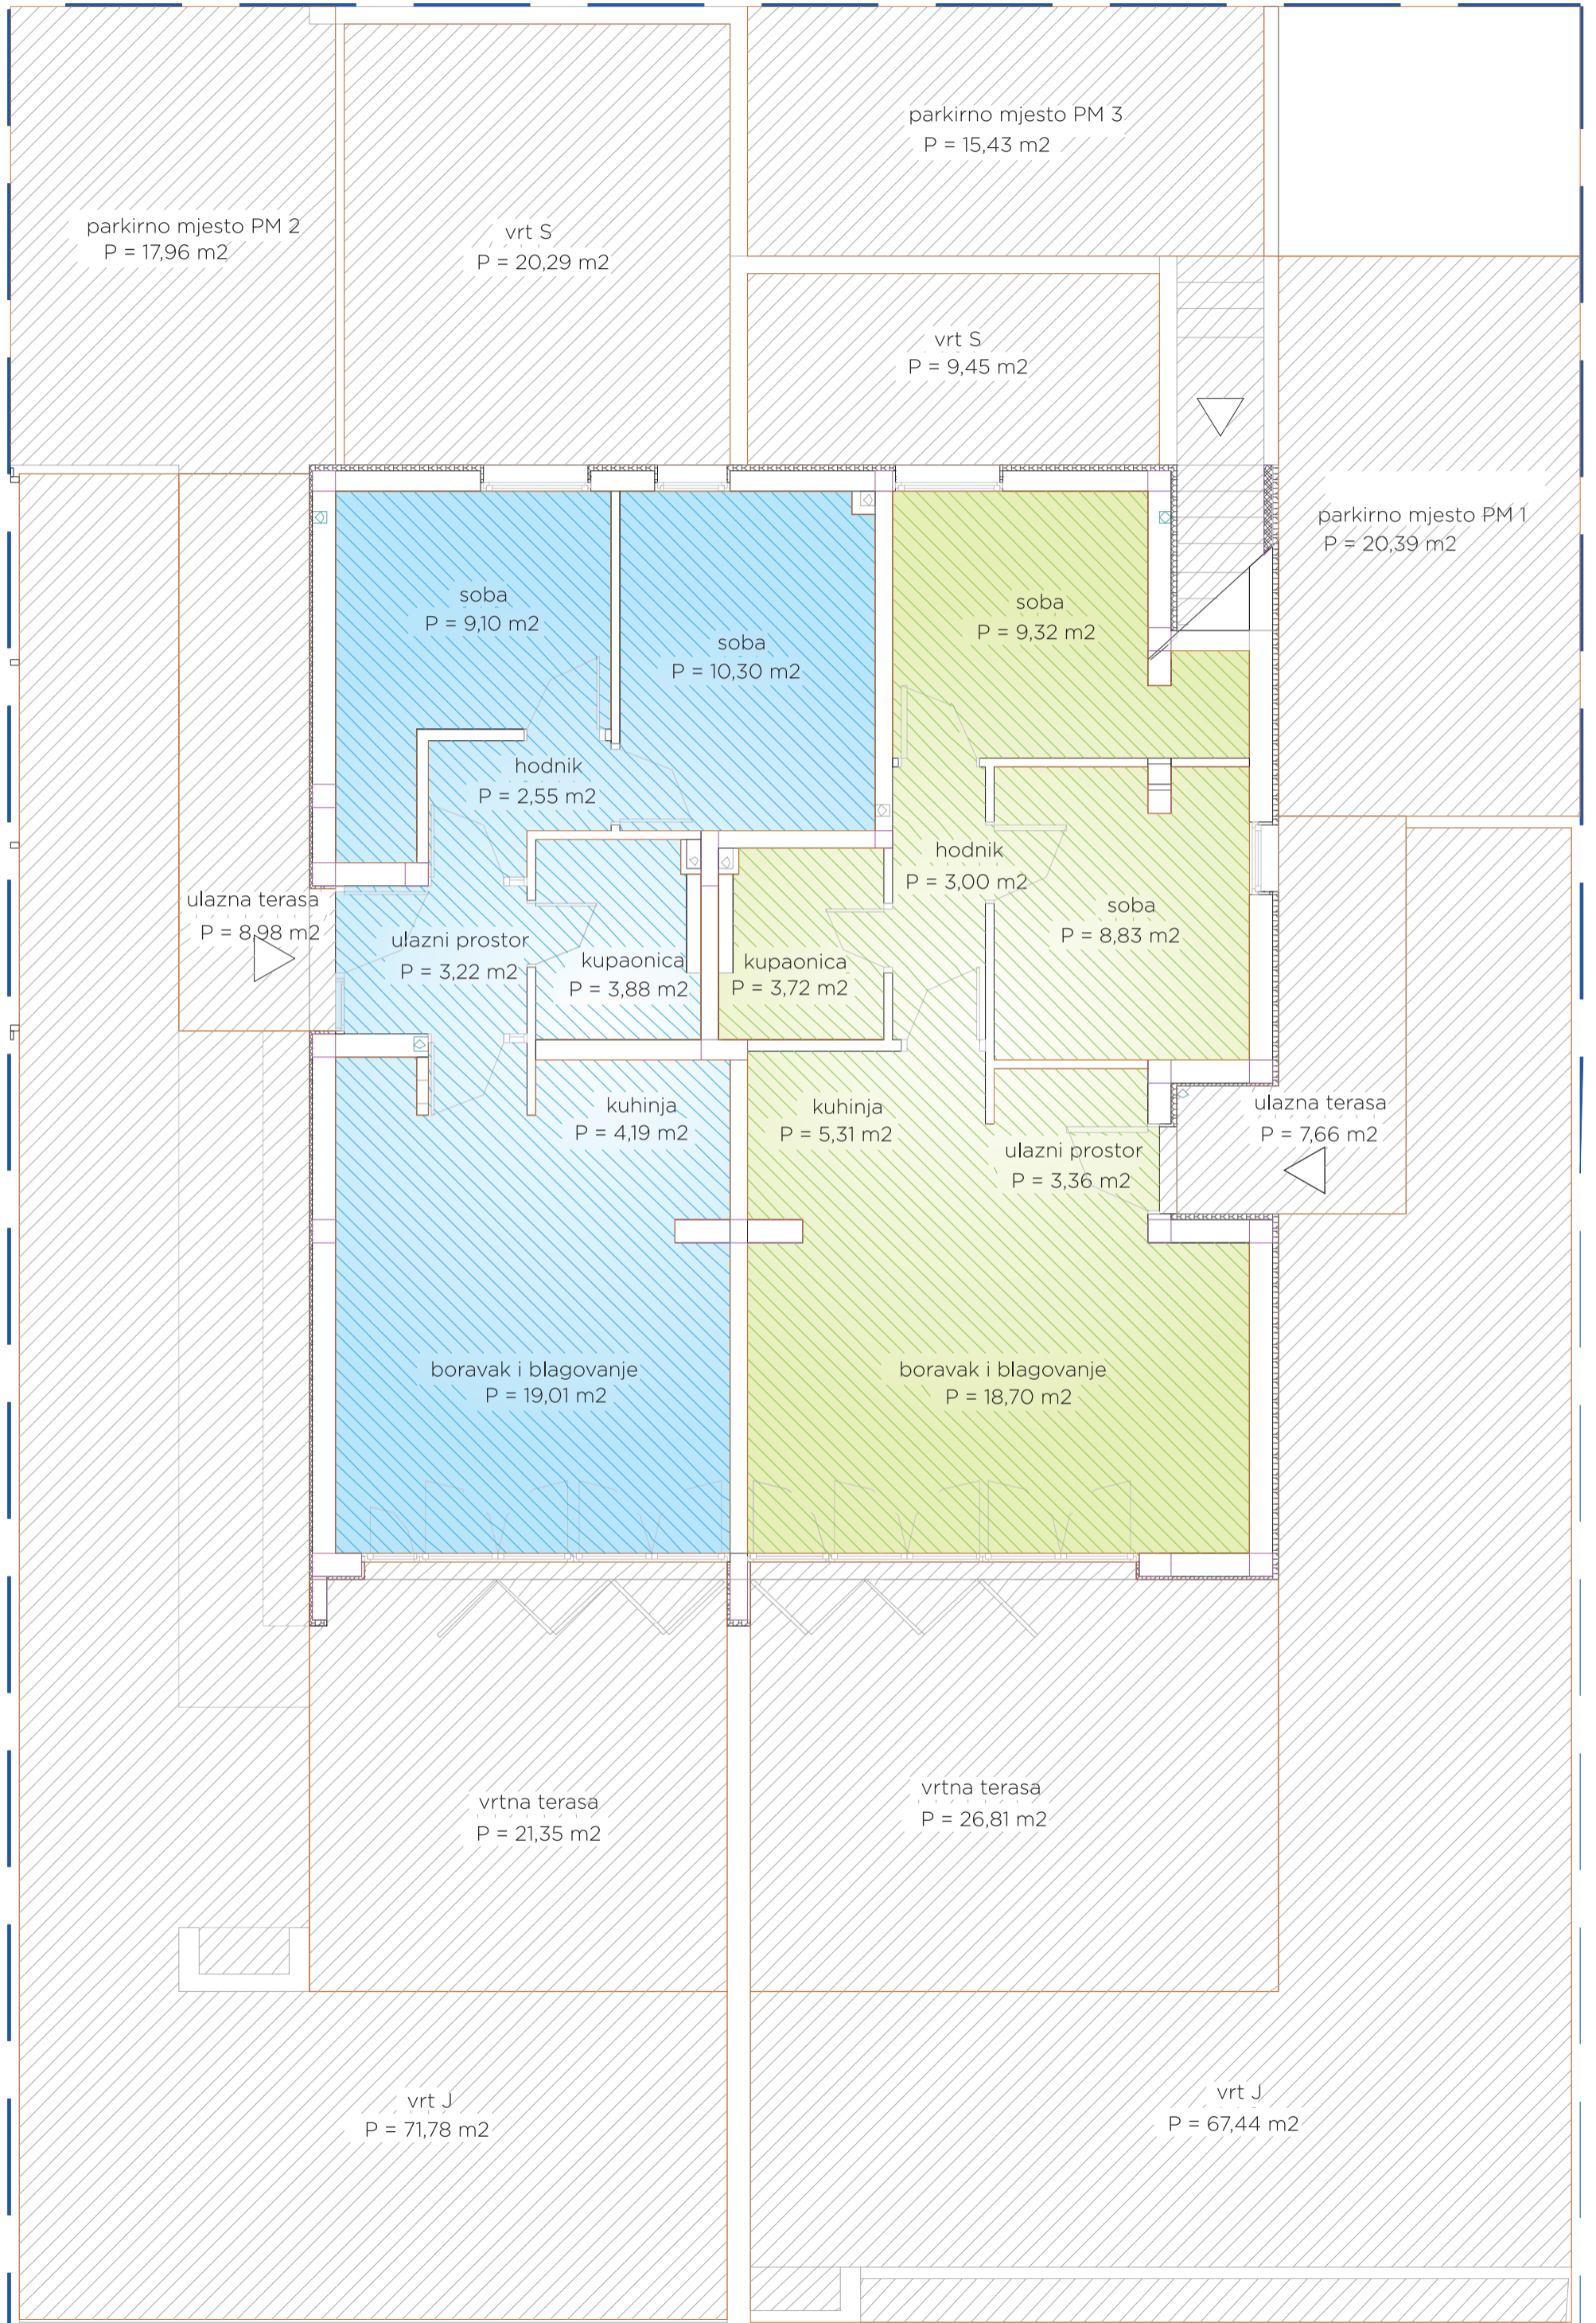 parkirno mjesto PM 3
P = 15,43 m2
parkirno mjesto PM 2
P = 17,96 m2
vrt S
P = 20,29 m2
vrt S
P = 9,45 m2
parkirno mjesto PM 1
P = 20,39 m2
soba
P = 9,10 m2
soba
P = 10,30 m2
soba
P = 9,32 m2
hodnik
P = 2,55 m2
hodnik
P = 3,00 m2
ulazna terasa
P = 8,98 m2
ulazni prostor
P = 3,22 m2
kupaonica
P = 3,88 m2
kupaonica
P = 3,72 m2
soba
P = 8,83 m2
kuhinja
P = 4,19 m2
kuhinja
P = 5,31 m2
ulazni prostor
P = 3,36 m2
ulazna terasa
P = 7,66 m2
boravak i blagovanje
P = 19,01 m2
boravak i blagovanje
P = 18,70 m2
vrtna terasa
P = 21,35 m2
vrtna terasa
P = 26,81 m2
vrt J
P = 71,78 m2
vrt J
P = 67,44 m2